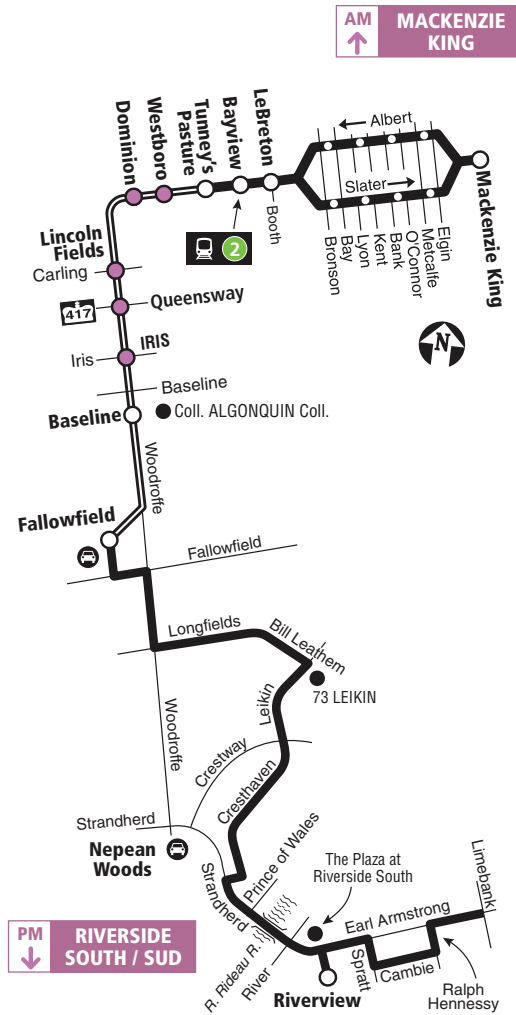 AM
MACKENZIE
KING
Dominion
Westboro
Tunney's
Pasture
Bayview
LeBreton
Albert
Slater
Mackenzie King
Booth
Bronson
Bay
Lyon
Kent
Bank
O'Connor
Metcalfe
Elgin
2
N
Lincoln
Fields
Carling
417
Queensway
Iris
IRIS
Baseline
Baseline
Coll. ALGONQUIN Coll.
Woodroffe
Fallowfield
Fallowfield
Longfields
Bill Leathem
73 LEIKIN
Leikin
Woodroffe
Crestway
Cresthaven
Strandherd
Nepean
Woods
Prince of Wales
Strandherd
The Plaza at
Riverside South
Limebank
Earl Armstrong
R. Rideau R.
River
Spratt
Cambie
Riverview
Ralph
Hennessy
PM
RIVERSIDE
SOUTH / SUD